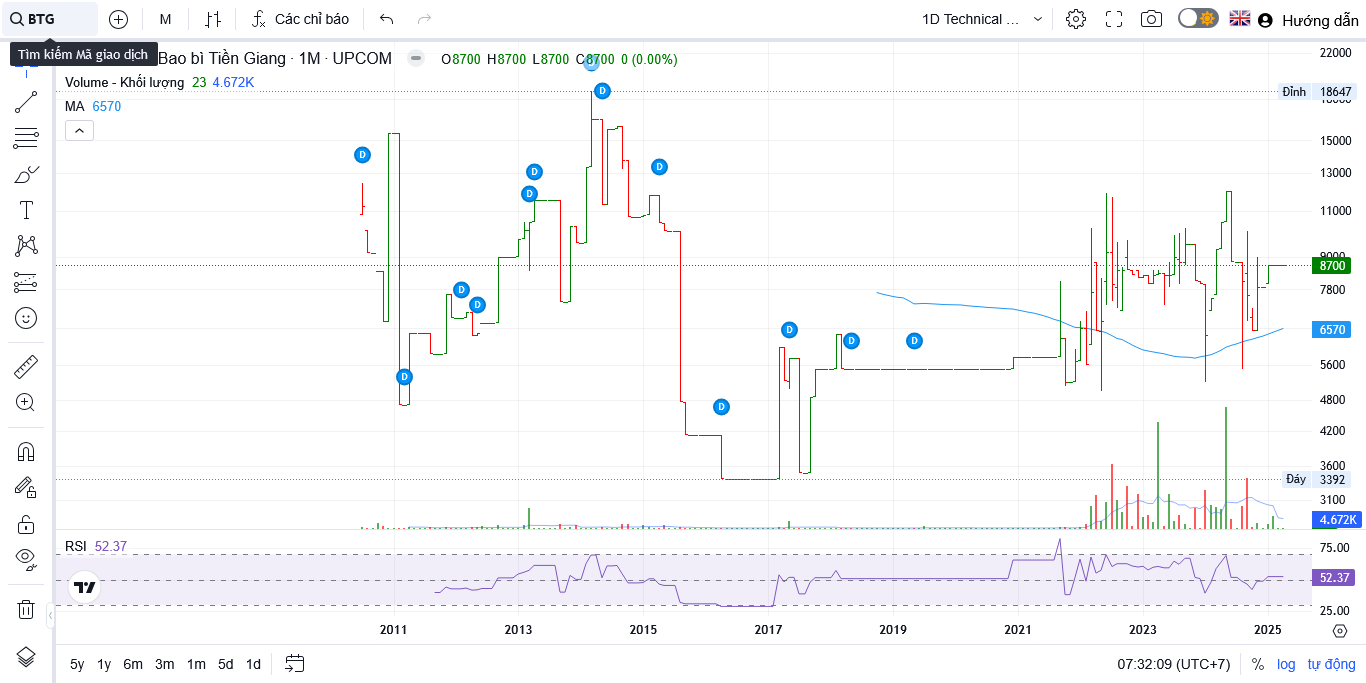 BTG M Các chỉ báo 1D Technical ... Hướng dẫn
Tìm kiếm Mã giao dịch
Bao bì Tiền Giang · 1M · UPCOM O8700 H8700 L8700 C8700 0 (0.00%)
Volume - Khối lượng 23 4.672K
MA 6570
22000
Đỉnh 18647
15000
13000
11000
9000
8700
7800
6570
5600
4800
4200
3600
Đáy 3392
3100
4.672K
D
D
D
D
D
D
D
D
D
D
D
D
D
RSI 52.37
75.00
52.37
25.00
2011 2013 2015 2017 2019 2021 2023 2025
5y 1y 6m 3m 1m 5d 1d 07:32:09 (UTC+7) % log tự động